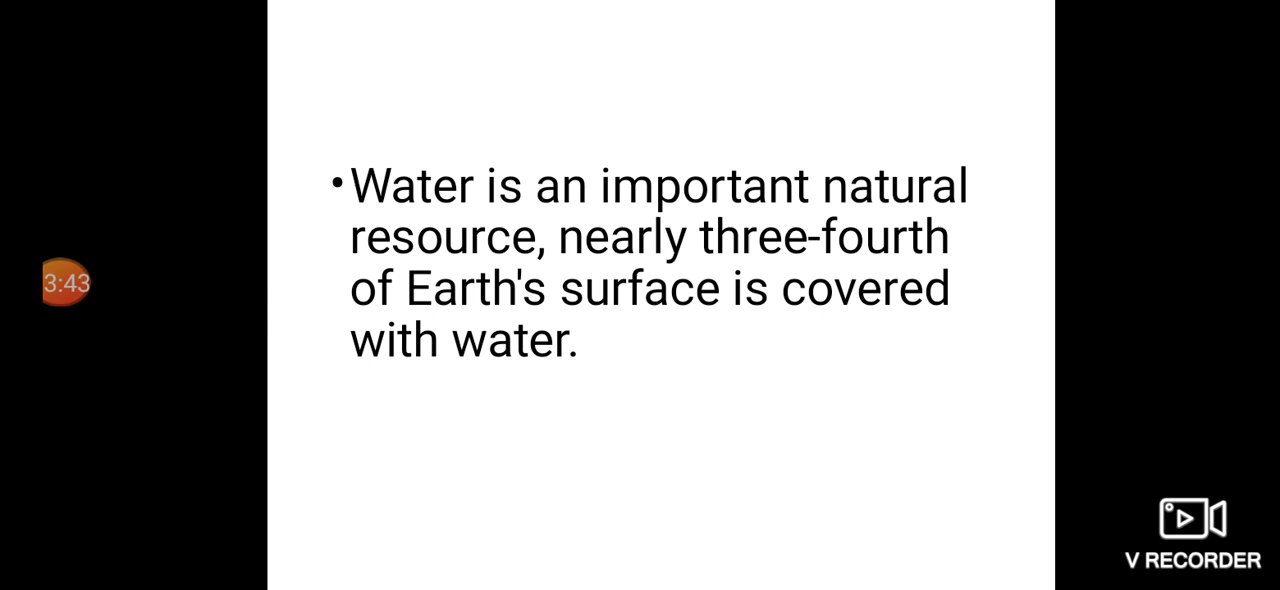 •Water is an important natural
resource, nearly three-fourth
of Earth's surface is covered
with water.
3:43
V RECORDER